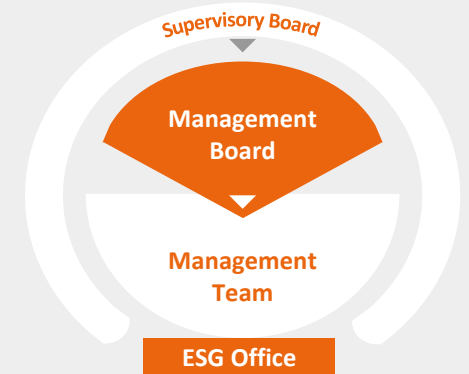 Supervisory Board
Management
Board
Management
Team
ESG Office